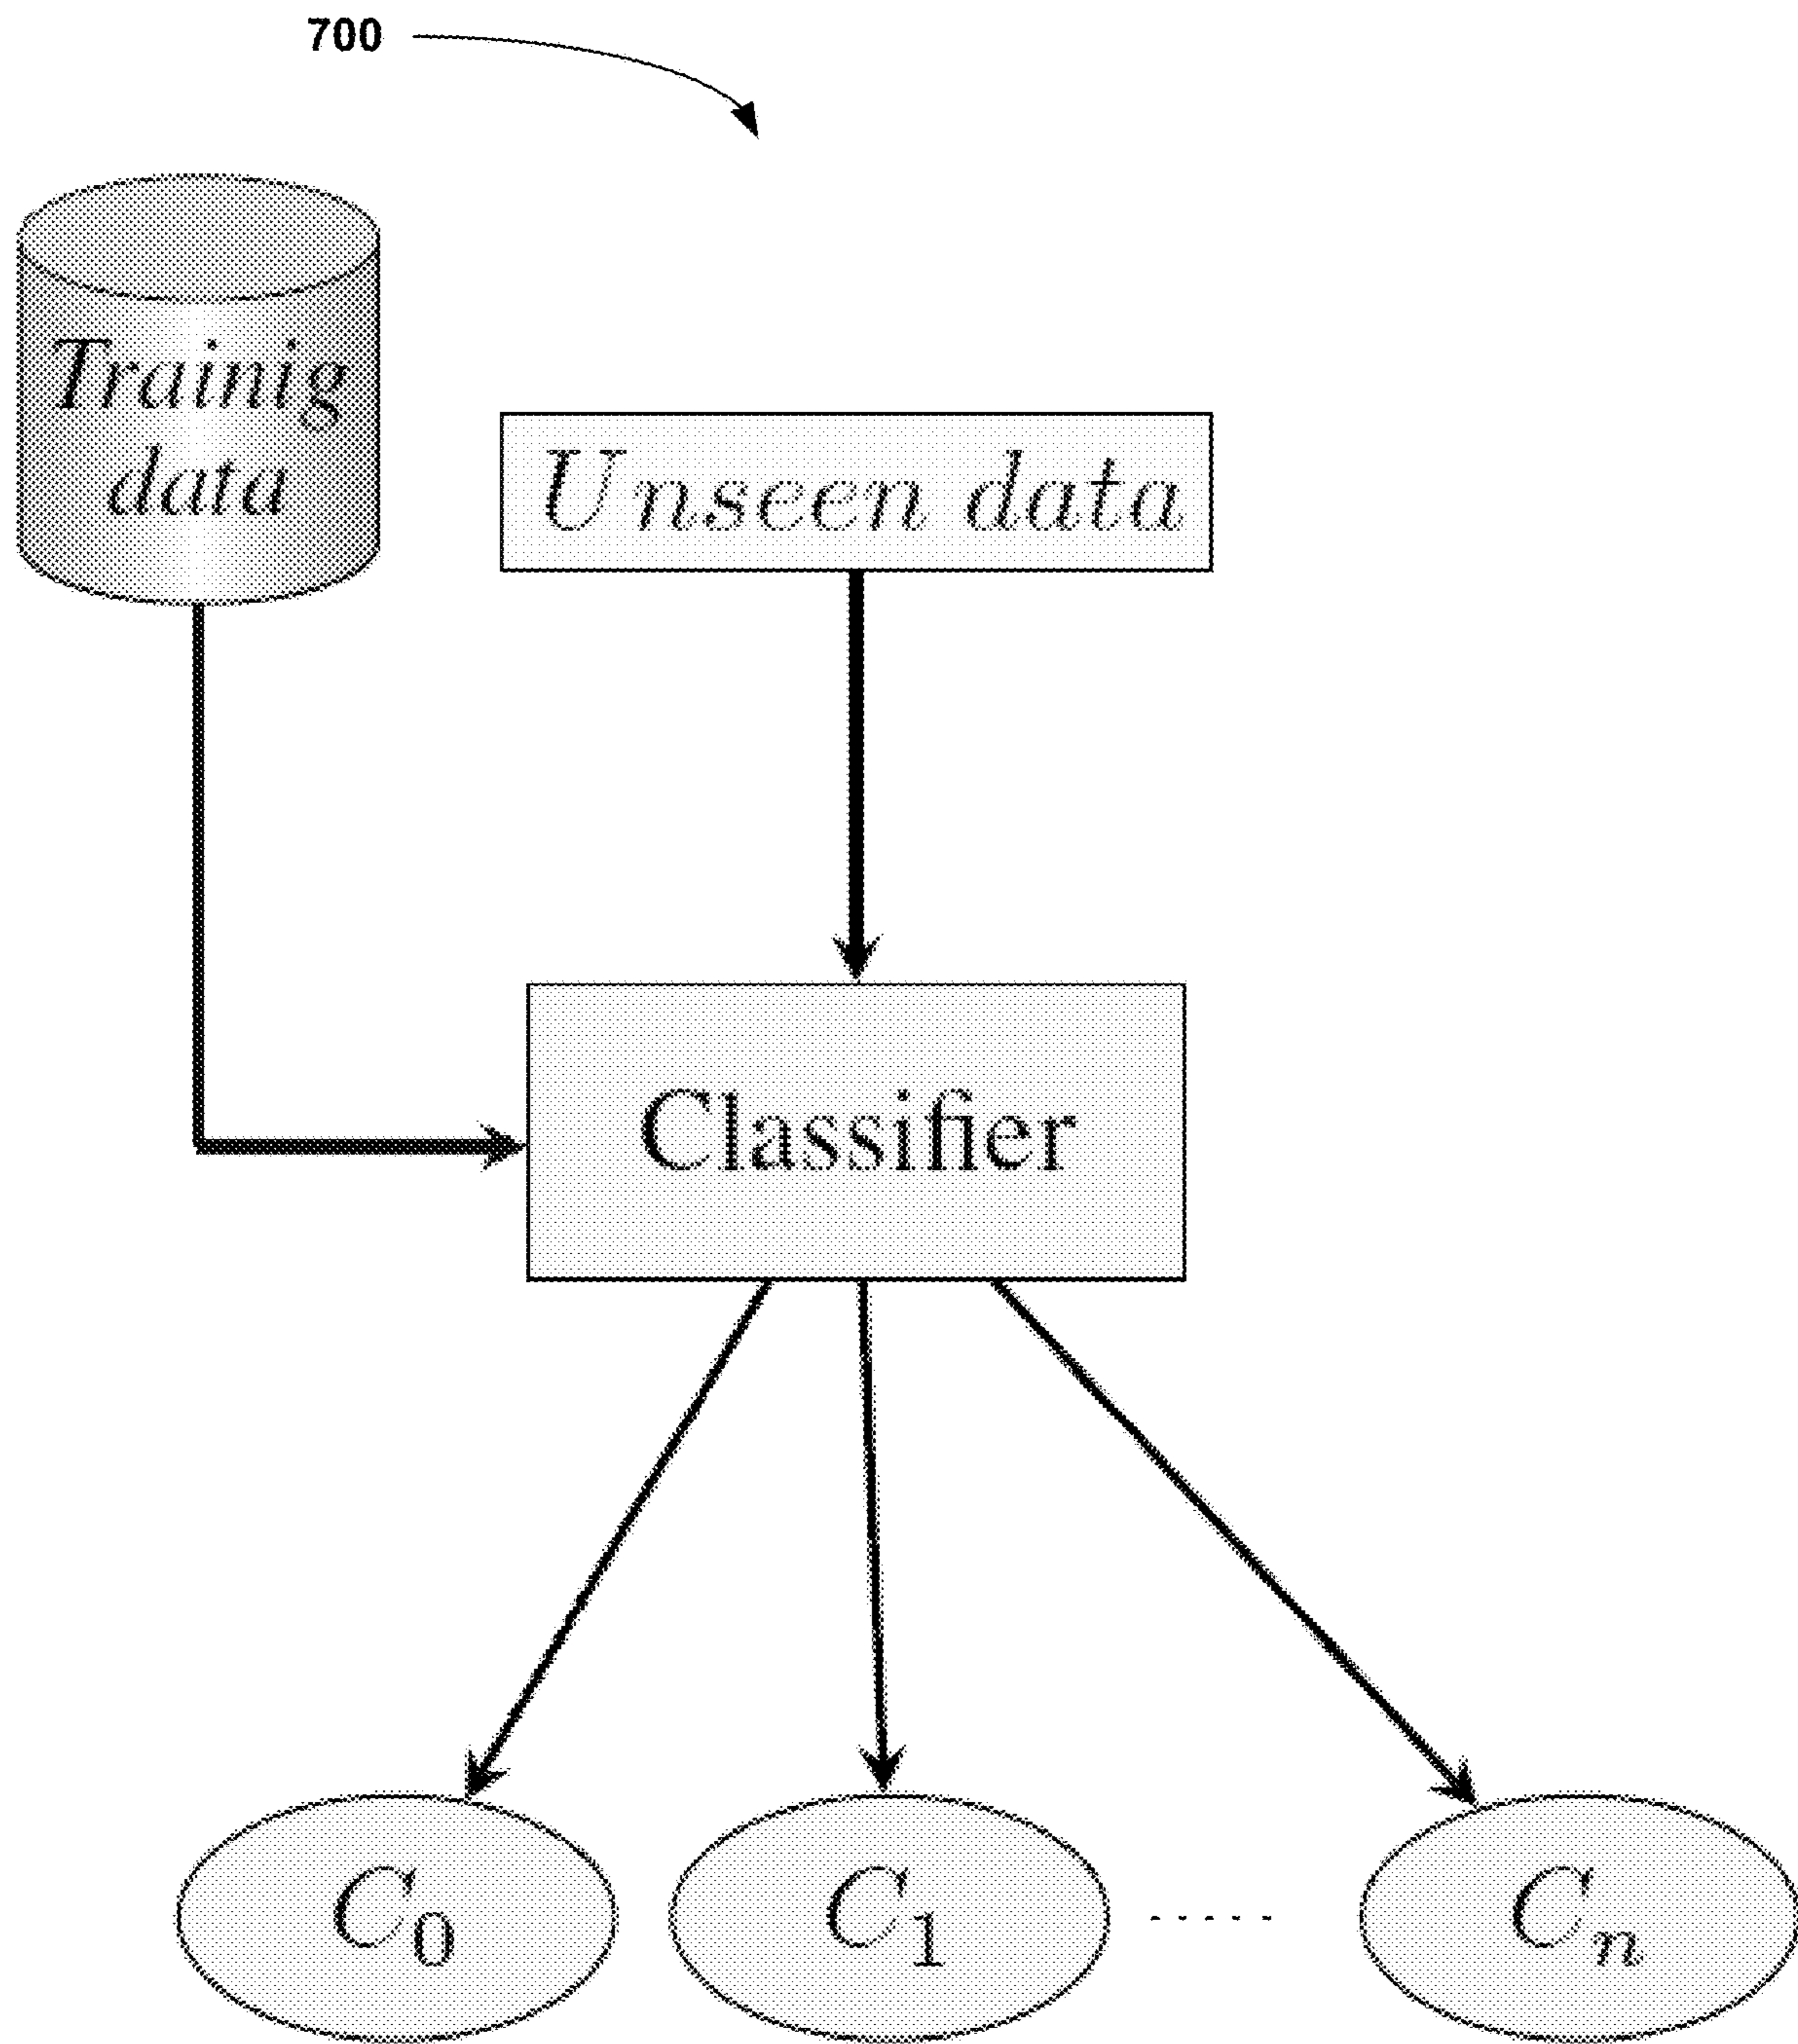 700
Trainig
data
Unseen data
Classifier
C₀
C₁
.....
Cₙ